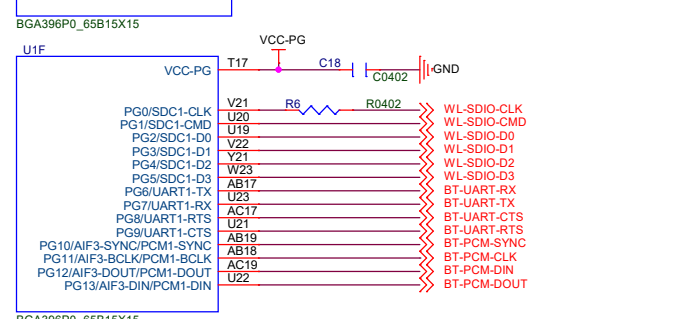 BGA396P0_65B15X15
U1F
VCC-PG
VCC-PG T17 C18 C0402 GND
PG0/SDC1-CLK V21 R6 R0402 WL-SDIO-CLK
PG1/SDC1-CMD U20 WL-SDIO-CMD
PG2/SDC1-D0 U19 WL-SDIO-D0
PG3/SDC1-D1 V22 WL-SDIO-D1
PG4/SDC1-D2 Y21 WL-SDIO-D2
PG5/SDC1-D3 W23 WL-SDIO-D3
PG6/UART1-TX AB17 BT-UART-RX
PG7/UART1-RX U23 BT-UART-TX
PG8/UART1-RTS AC17 BT-UART-CTS
PG9/UART1-CTS U21 BT-UART-RTS
PG10/AIF3-SYNC/PCM1-SYNC AB19 BT-PCM-SYNC
PG11/AIF3-BCLK/PCM1-BCLK AB18 BT-PCM-CLK
PG12/AIF3-DOUT/PCM1-DOUT AC19 BT-PCM-DIN
PG13/AIF3-DIN/PCM1-DIN U22 BT-PCM-DOUT
BGA396P0_65B15X15